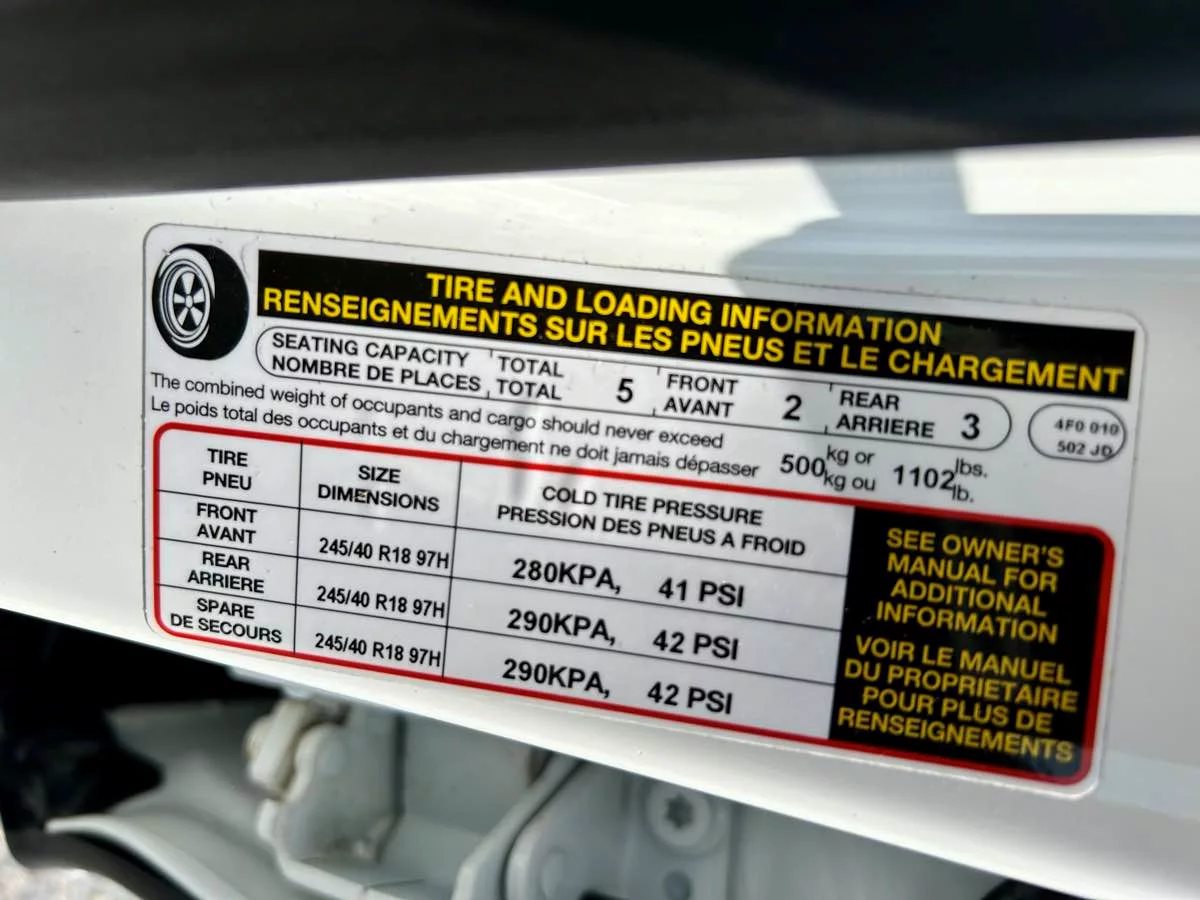 TIRE AND LOADING INFORMATION
RENSEIGNEMENTS SUR LES PNEUS ET LE CHARGEMENT
SEATING CAPACITY TOTAL 5 FRONT 2 REAR 3
NOMBRE DE PLACES TOTAL AVANT ARRIERE
4F0 010
502 JD
The combined weight of occupants and cargo should never exceed 500 kg or 1102 lbs.
Le poids total des occupants et du chargement ne doit jamais dépasser kg ou lb.
TIRE SIZE COLD TIRE PRESSURE
PNEU DIMENSIONS PRESSION DES PNEUS A FROID
FRONT
AVANT 245/40 R18 97H 280KPA, 41 PSI
REAR
ARRIERE 245/40 R18 97H 290KPA, 42 PSI
SPARE
DE SECOURS 245/40 R18 97H 290KPA, 42 PSI
SEE OWNER'S
MANUAL FOR
ADDITIONAL
INFORMATION
VOIR LE MANUEL
DU PROPRIETAIRE
POUR PLUS DE
RENSEIGNEMENTS